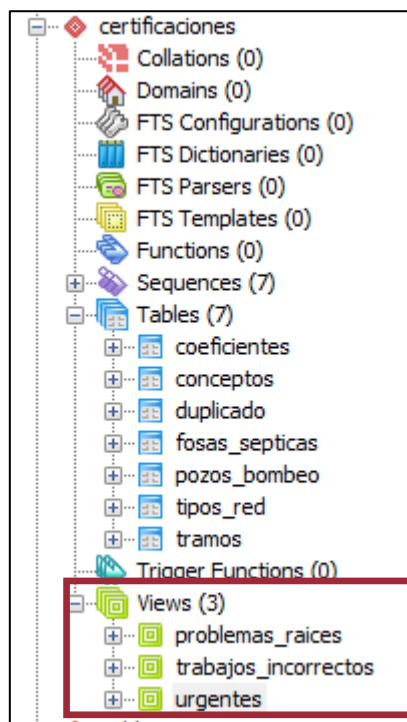 certificaciones
Collations (0)
Domains (0)
FTS Configurations (0)
FTS Dictionaries (0)
FTS Parsers (0)
FTS Templates (0)
Functions (0)
Sequences (7)
Tables (7)
coeficientes
conceptos
duplicado
fosas_septicas
pozos_bombeo
tipos_red
tramos
Trigger Functions (0)
Views (3)
problemas_raices
trabajos_incorrectos
urgentes